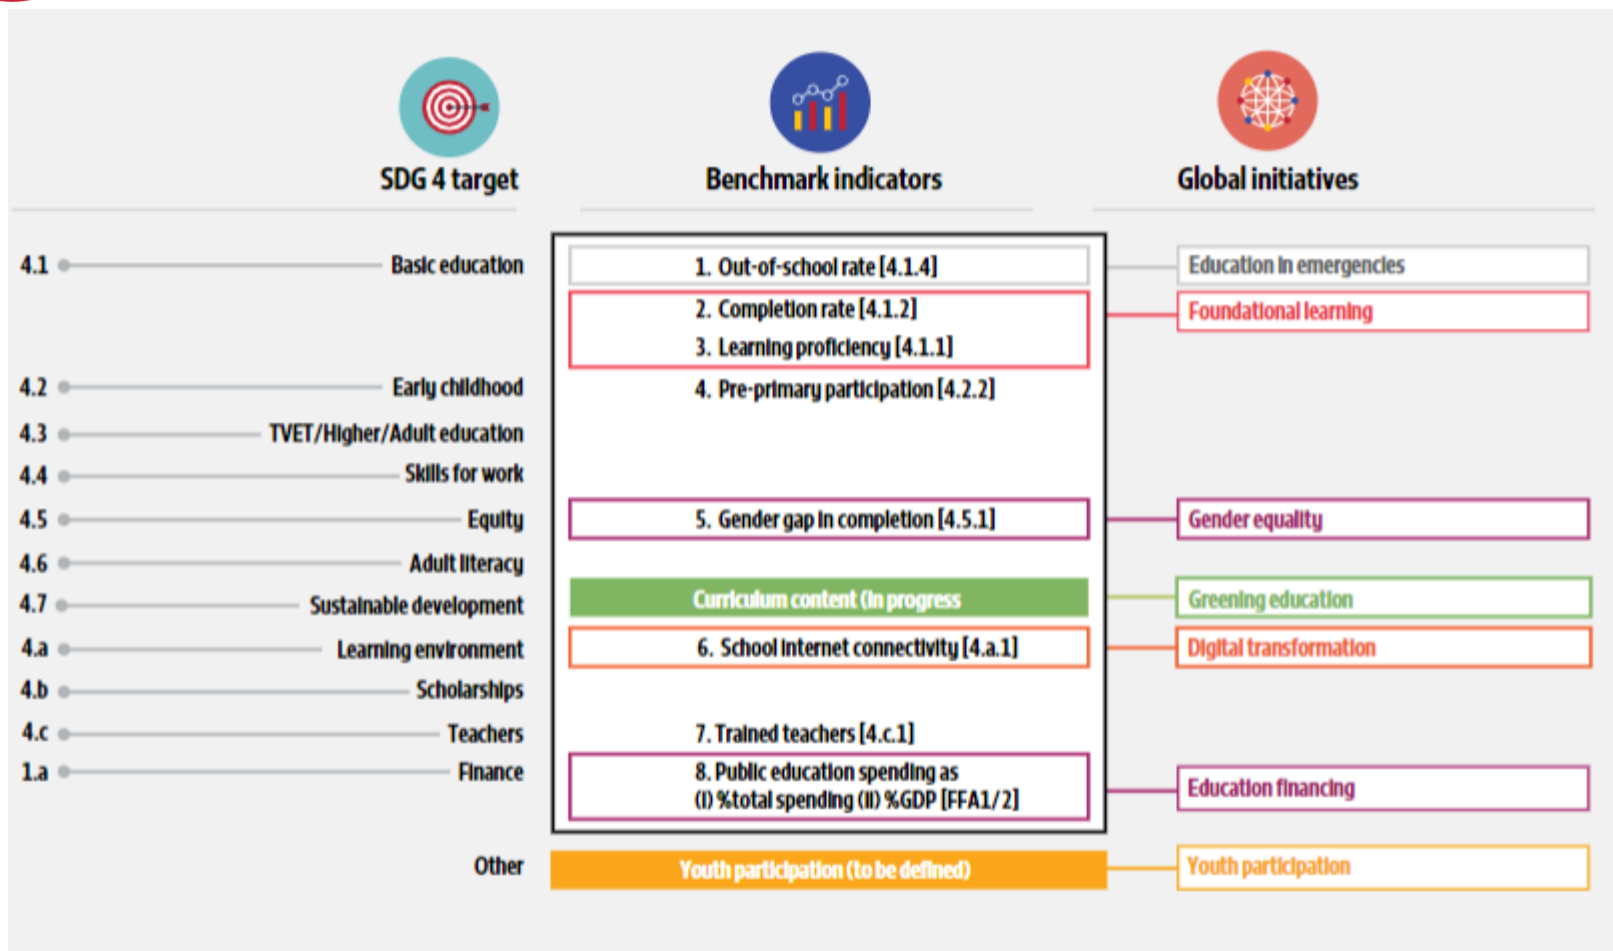 SDG 4 target
Benchmark indicators
Global initiatives
4.1 Basic education
1. Out-of-school rate [4.1.4]
Education in emergencies
2. Completion rate [4.1.2]
Foundational learning
3. Learning proficiency [4.1.1]
4.2 Early childhood
4. Pre-primary participation [4.2.2]
4.3 TVET/Higher/Adult education
4.4 Skills for work
4.5 Equity
5. Gender gap in completion [4.5.1]
Gender equality
4.6 Adult literacy
4.7 Sustainable development
Curriculum content (in progress
Greening education
4.a Learning environment
6. School internet connectivity [4.a.1]
Digital transformation
4.b Scholarships
4.c Teachers
7. Trained teachers [4.c.1]
1.a Finance
8. Public education spending as
(i) %total spending (ii) %GDP [FFA1/2]
Education financing
Other
Youth participation (to be defined)
Youth participation